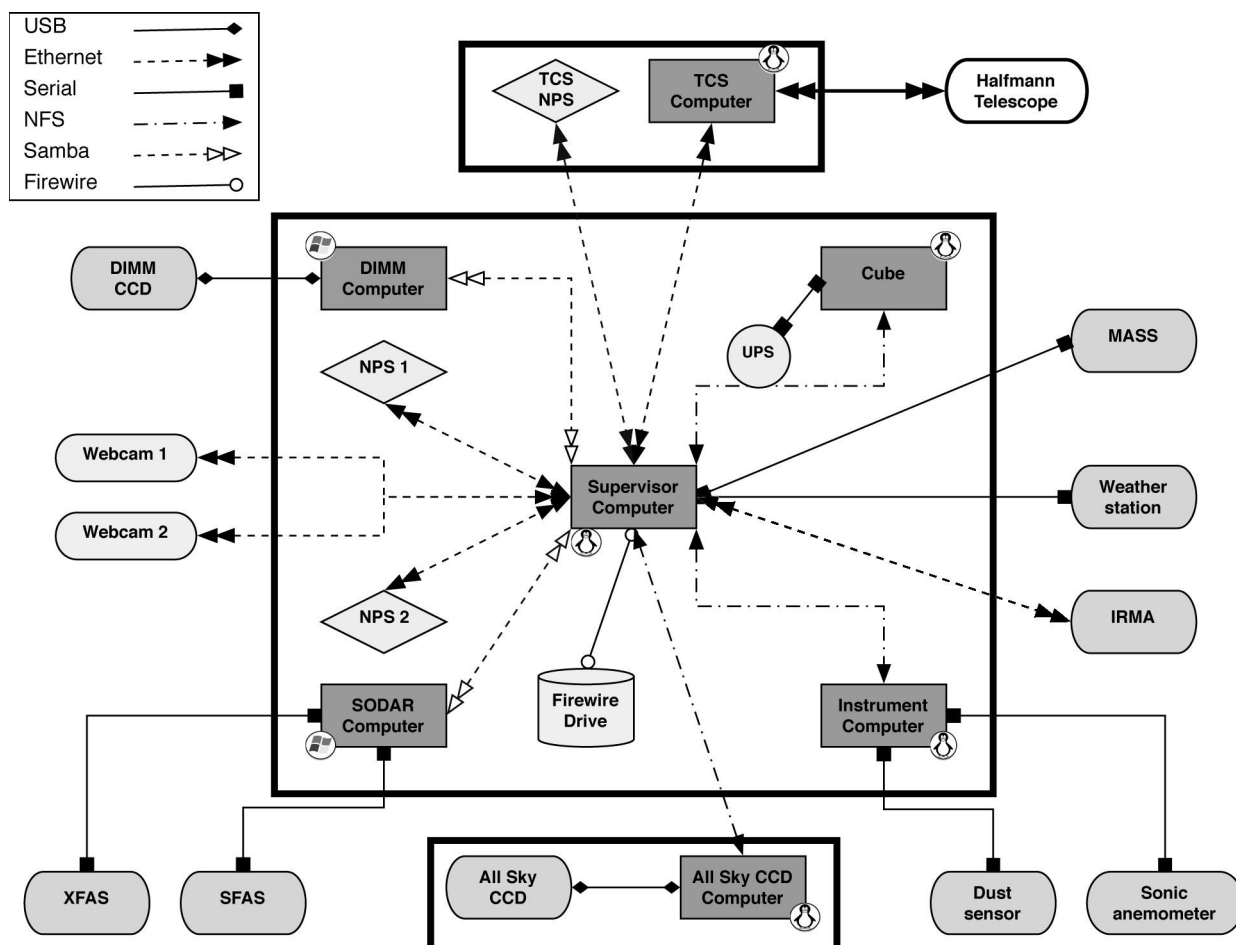 USB
Ethernet
Serial
NFS
Samba
Firewire
TCS
NPS
TCS
Computer
Halfmann
Telescope
DIMM
CCD
DIMM
Computer
Cube
UPS
MASS
NPS 1
Webcam 1
Webcam 2
Supervisor
Computer
Weather
station
NPS 2
IRMA
SODAR
Computer
Firewire
Drive
Instrument
Computer
XFAS
SFAS
All Sky
CCD
All Sky CCD
Computer
Dust
sensor
Sonic
anemometer